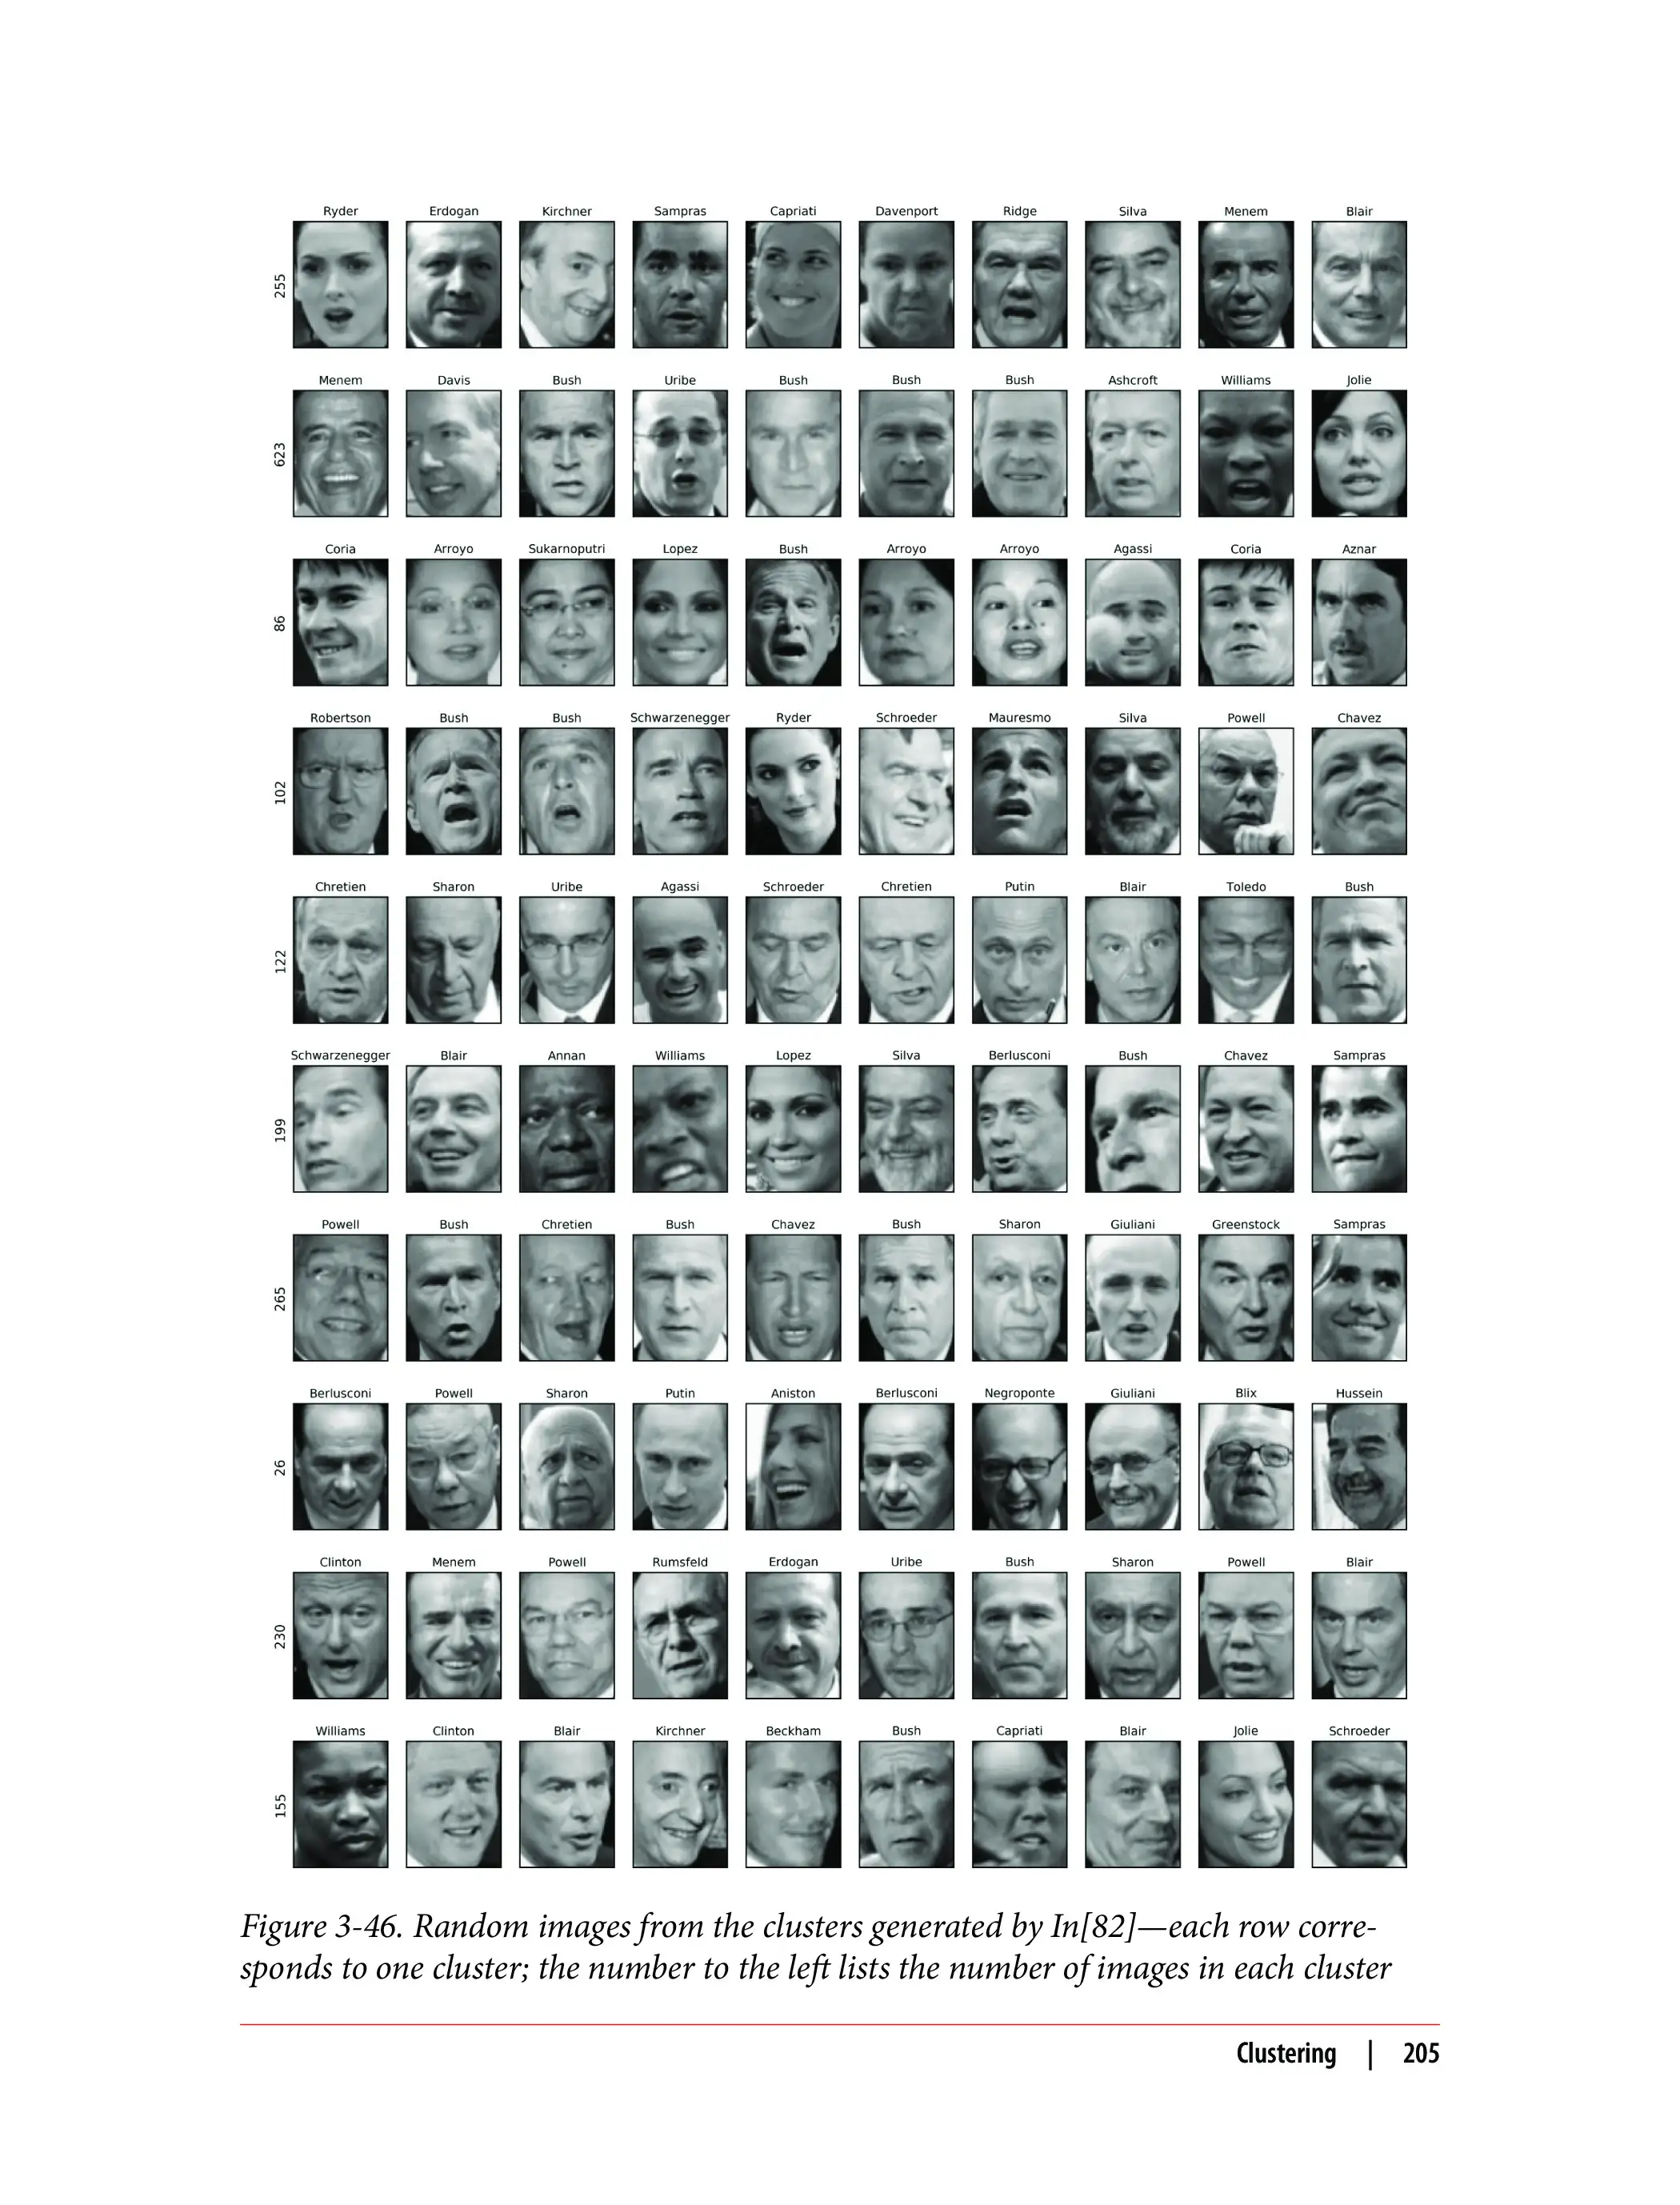 Ryder Erdogan Kirchner Sampras Capriati Davenport Ridge Silva Menem Blair
255
Menem Davis Bush Uribe Bush Bush Bush Ashcroft Williams Jolie
623
Coria Arroyo Sukarnoputri Lopez Bush Arroyo Arroyo Agassi Coria Aznar
86
Robertson Bush Bush Schwarzenegger Ryder Schroeder Mauresmo Silva Powell Chavez
102
Chretien Sharon Uribe Agassi Schroeder Chretien Putin Blair Toledo Bush
122
Schwarzenegger Blair Annan Williams Lopez Silva Berlusconi Bush Chavez Sampras
199
Powell Bush Chretien Bush Chavez Bush Sharon Giuliani Greenstock Sampras
265
Berlusconi Powell Sharon Putin Aniston Berlusconi Negroponte Giuliani Blix Hussein
26
Clinton Menem Powell Rumsfeld Erdogan Uribe Bush Sharon Powell Blair
230
Williams Clinton Blair Kirchner Beckham Bush Capriati Blair Jolie Schroeder
155
Figure 3-46. Random images from the clusters generated by In[82]—each row corre-
sponds to one cluster; the number to the left lists the number of images in each cluster
Clustering | 205